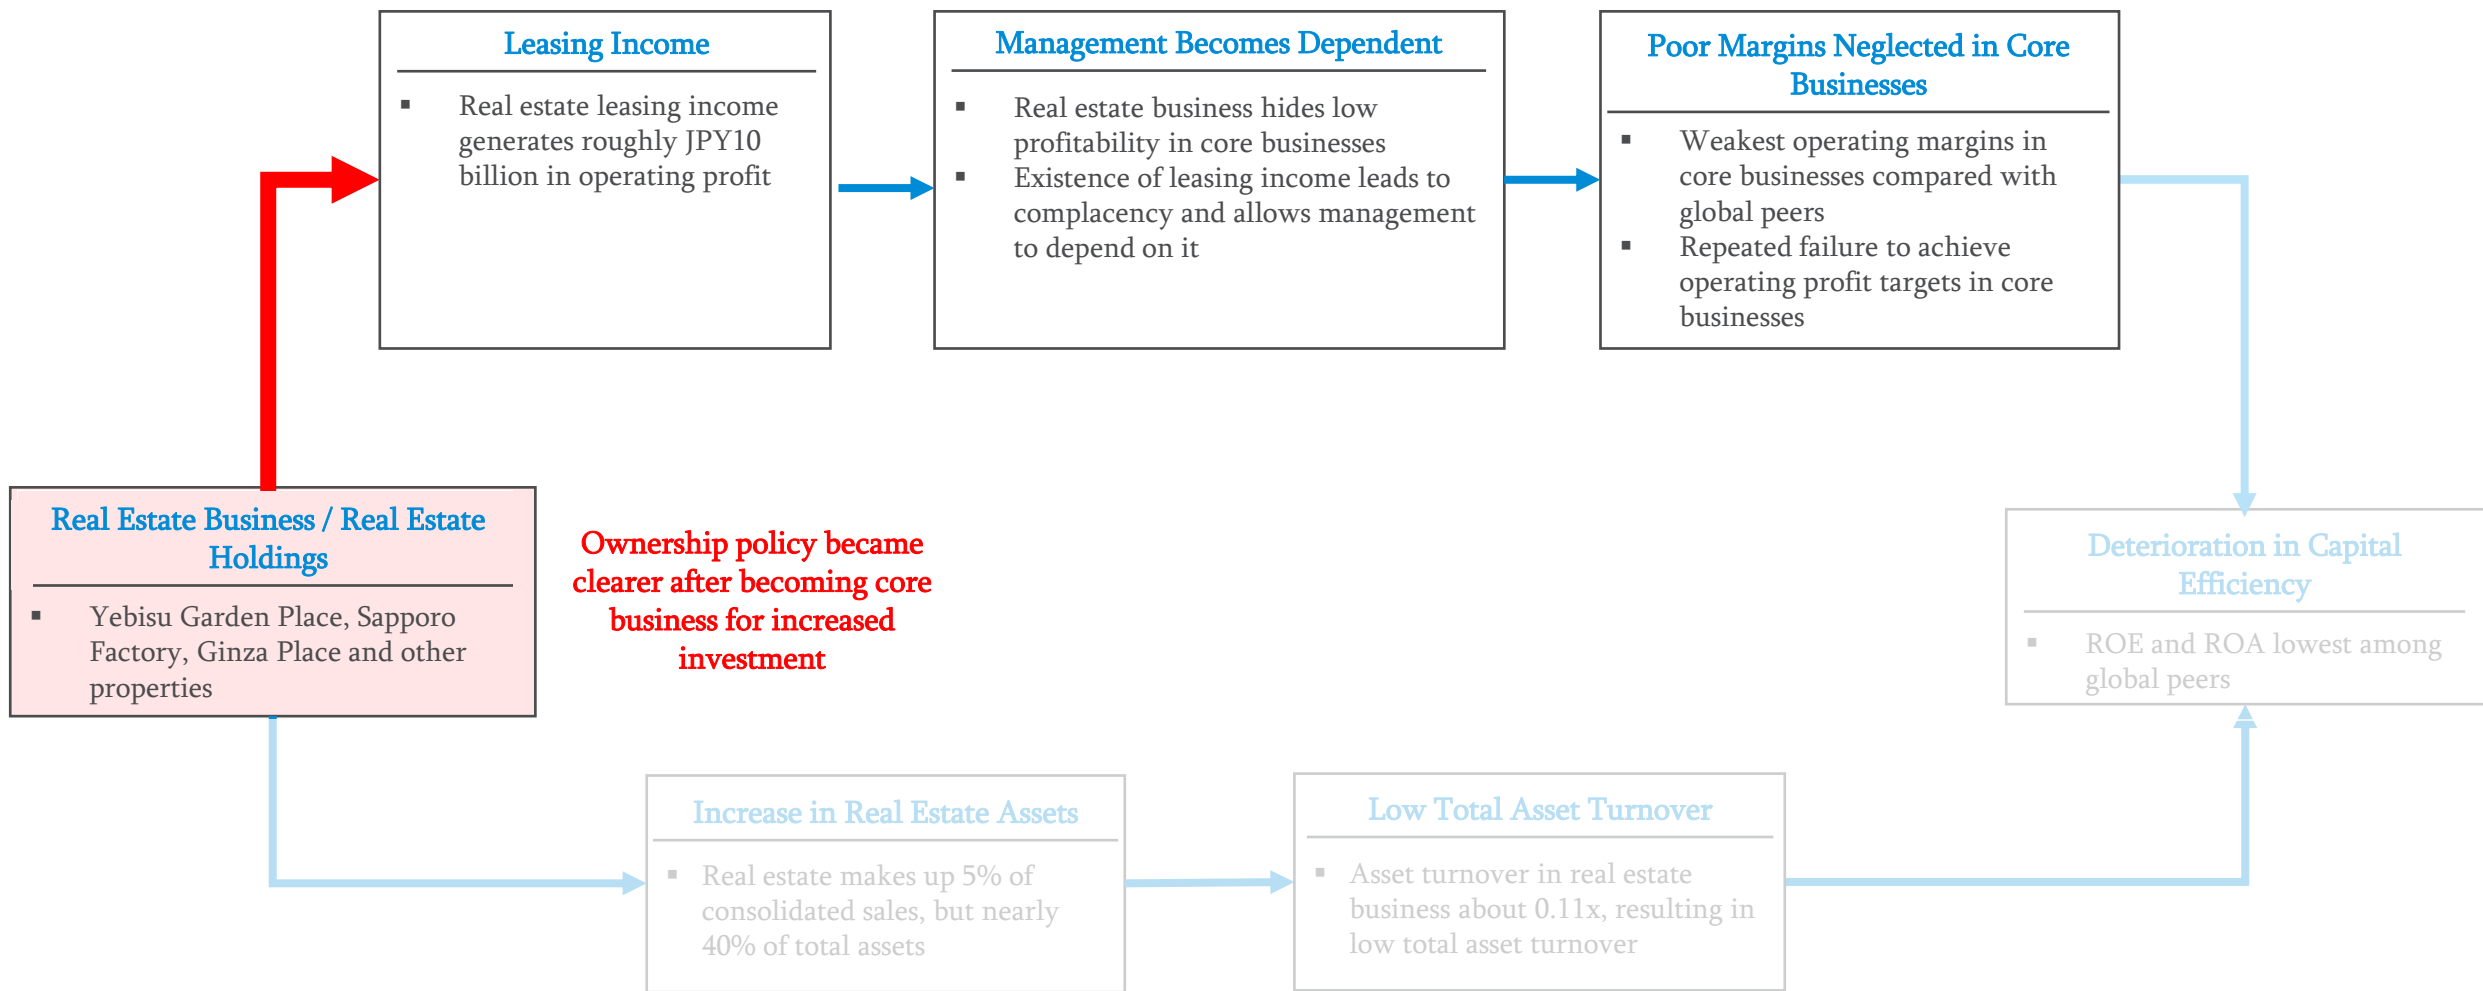 Leasing Income
▪ Real estate leasing income
generates roughly JPY10
billion in operating profit
Management Becomes Dependent
▪ Real estate business hides low
profitability in core businesses
▪ Existence of leasing income leads to
complacency and allows management
to depend on it
Poor Margins Neglected in Core
Businesses
▪ Weakest operating margins in
core businesses compared with
global peers
▪ Repeated failure to achieve
operating profit targets in core
businesses
Real Estate Business / Real Estate
Holdings
▪ Yebisu Garden Place, Sapporo
Factory, Ginza Place and other
properties
Ownership policy became
clearer after becoming core
business for increased
investment
Deterioration in Capital
Efficiency
▪ ROE and ROA lowest among
global peers
Increase in Real Estate Assets
▪ Real estate makes up 5% of
consolidated sales, but nearly
40% of total assets
Low Total Asset Turnover
▪ Asset turnover in real estate
business about 0.11x, resulting in
low total asset turnover